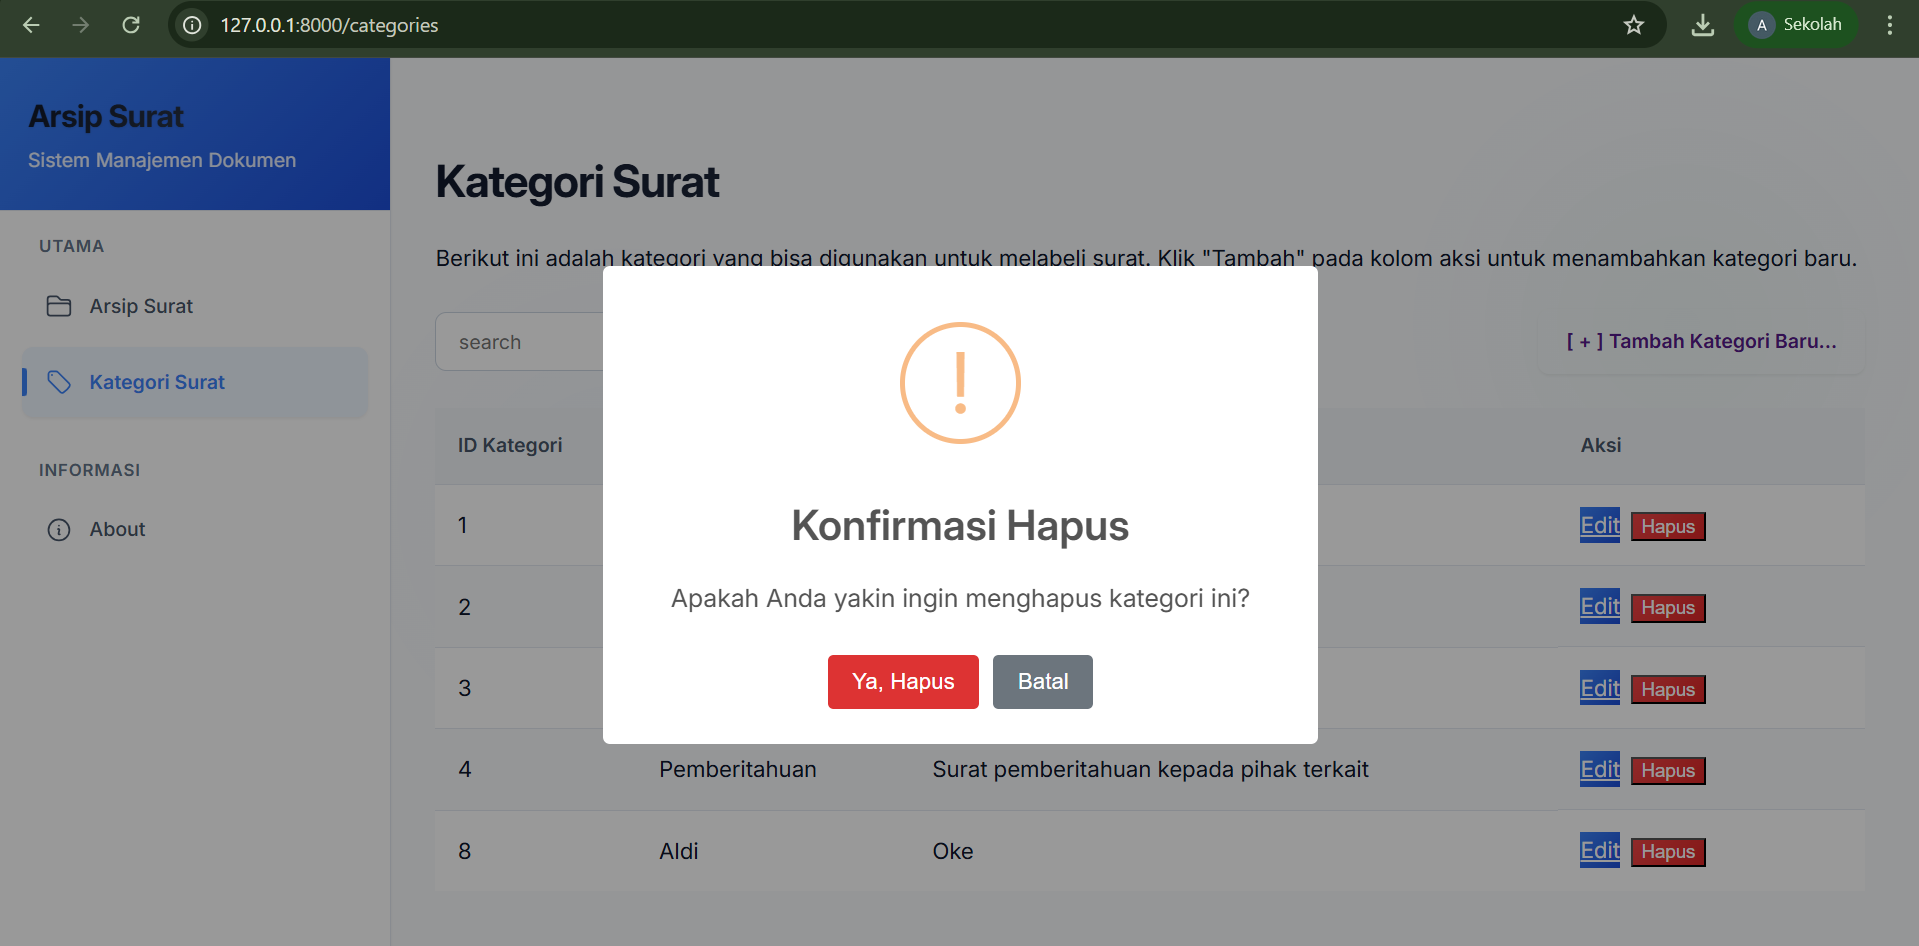 127.0.0.1:8000/categories
A Sekolah
Arsip Surat
Sistem Manajemen Dokumen
UTAMA
Arsip Surat
Kategori Surat
INFORMASI
About
Kategori Surat
Berikut ini adalah kategori yang bisa digunakan untuk melabeli surat. Klik "Tambah" pada kolom aksi untuk menambahkan kategori baru.
search
[ + ] Tambah Kategori Baru...
ID Kategori Aksi
1 Edit Hapus
2 Edit Hapus
3 Edit Hapus
4 Pemberitahuan Surat pemberitahuan kepada pihak terkait Edit Hapus
8 Aldi Oke Edit Hapus
!
Konfirmasi Hapus
Apakah Anda yakin ingin menghapus kategori ini?
Ya, Hapus Batal